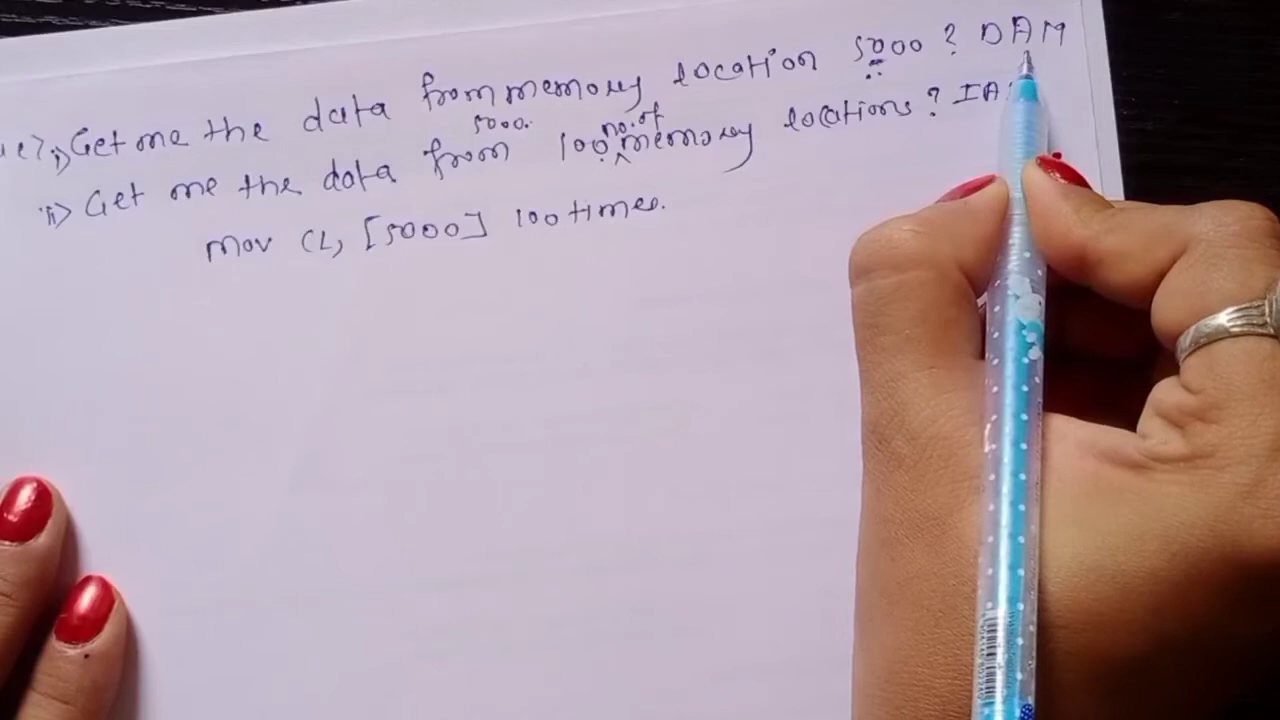 i) Get me the data from memory location 5000 ? DAM
5000. no. of
ii) Get me the data from 100 memory locations ? IA
mov CL, [5000] 100 times.